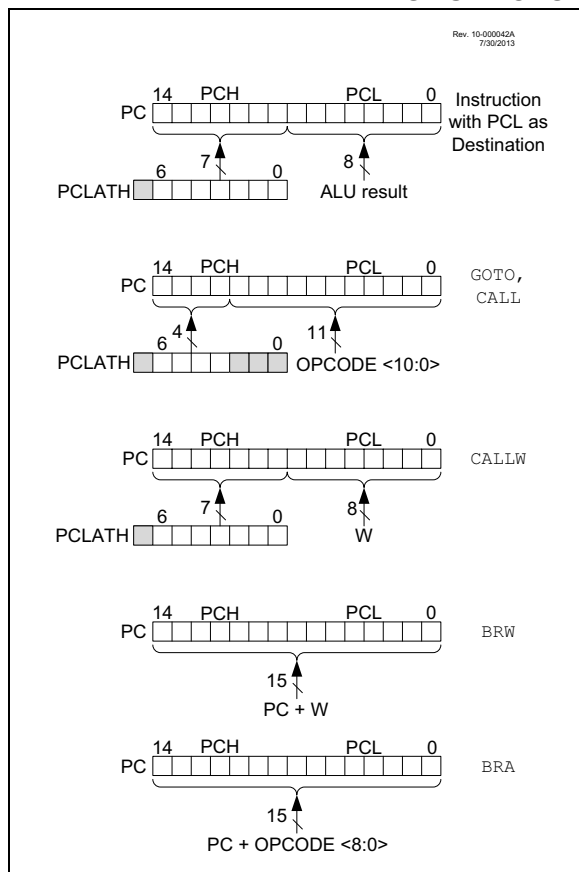 Rev. 10-000042A
7/30/2013
14 PCH PCL 0
PC
Instruction
with PCL as
Destination
7 8
6 0
PCLATH
ALU result
14 PCH PCL 0
PC
GOTO,
CALL
4 11
6 0
PCLATH
OPCODE <10:0>
14 PCH PCL 0
PC
CALLW
7 8
6 0
PCLATH
W
14 PCH PCL 0
PC
BRW
15
PC + W
14 PCH PCL 0
PC
BRA
15
PC + OPCODE <8:0>